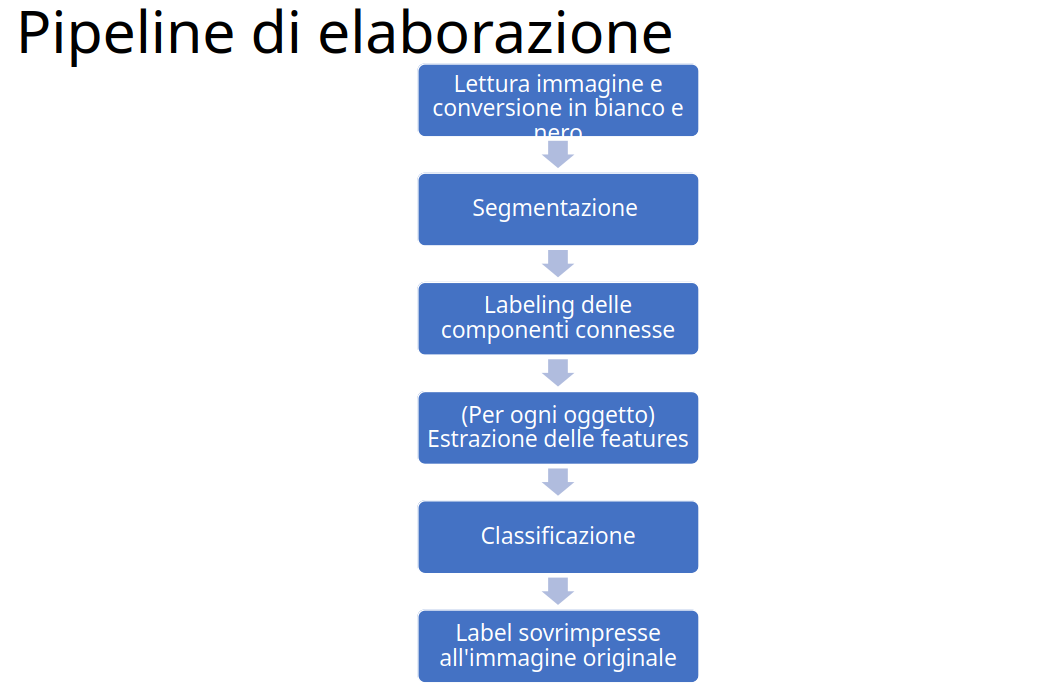 Pipeline di elaborazione
Lettura immagine e
conversione in bianco e
nero
Segmentazione
Labeling delle
componenti connesse
(Per ogni oggetto)
Estrazione delle features
Classificazione
Label sovrimpresse
all'immagine originale